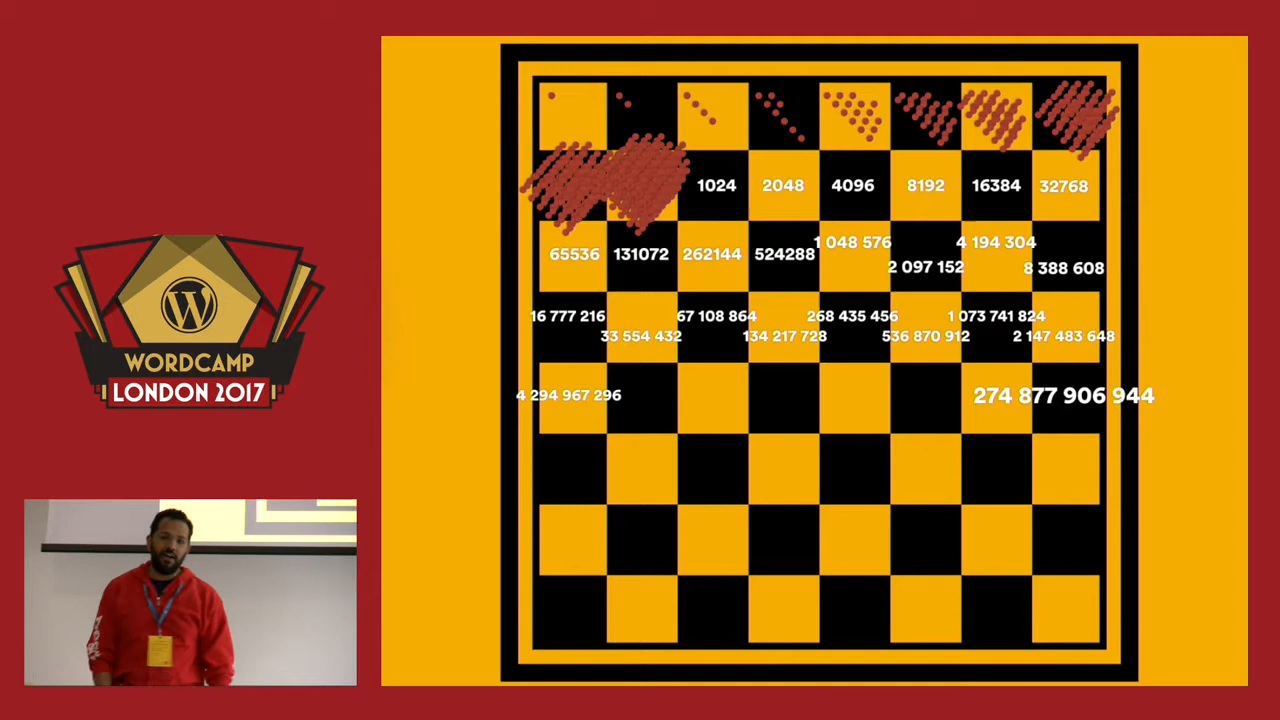 1024 2048 4096 8192 16384 32768
65536 131072 262144 524288 1 048 576 2 097 152 4 194 304 8 388 608
16 777 216 33 554 432 67 108 864 134 217 728 268 435 456 536 870 912 1 073 741 824 2 147 483 648
4 294 967 296 274 877 906 944
W
WORDCAMP
LONDON 2017